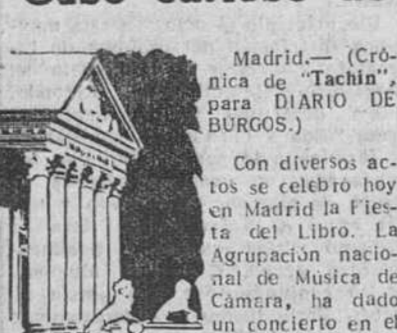 Madrid.— (Cró-
nica de "Tachin",
para DIARIO DE
BURGOS.)
Con diversos ac-
tos se celebró hoy
en Madrid la Fies-
ta del Libro. La
Agrupación nacio-
nal de Música de
Cámara, ha dado
un concierto en el